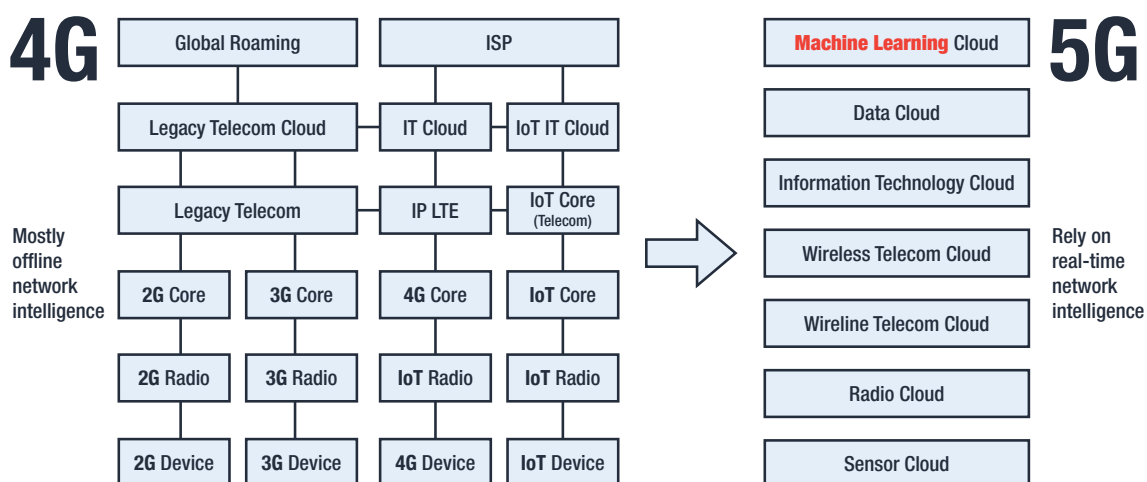 4G
Global Roaming
ISP
Legacy Telecom Cloud
IT Cloud
IoT IT Cloud
Legacy Telecom
IP LTE
IoT Core
(Telecom)
Mostly
offline
network
intelligence
2G Core
3G Core
4G Core
IoT Core
2G Radio
3G Radio
IoT Radio
IoT Radio
2G Device
3G Device
4G Device
IoT Device
5G
Machine Learning Cloud
Data Cloud
Information Technology Cloud
Wireless Telecom Cloud
Wireline Telecom Cloud
Radio Cloud
Sensor Cloud
Rely on
real-time
network
intelligence